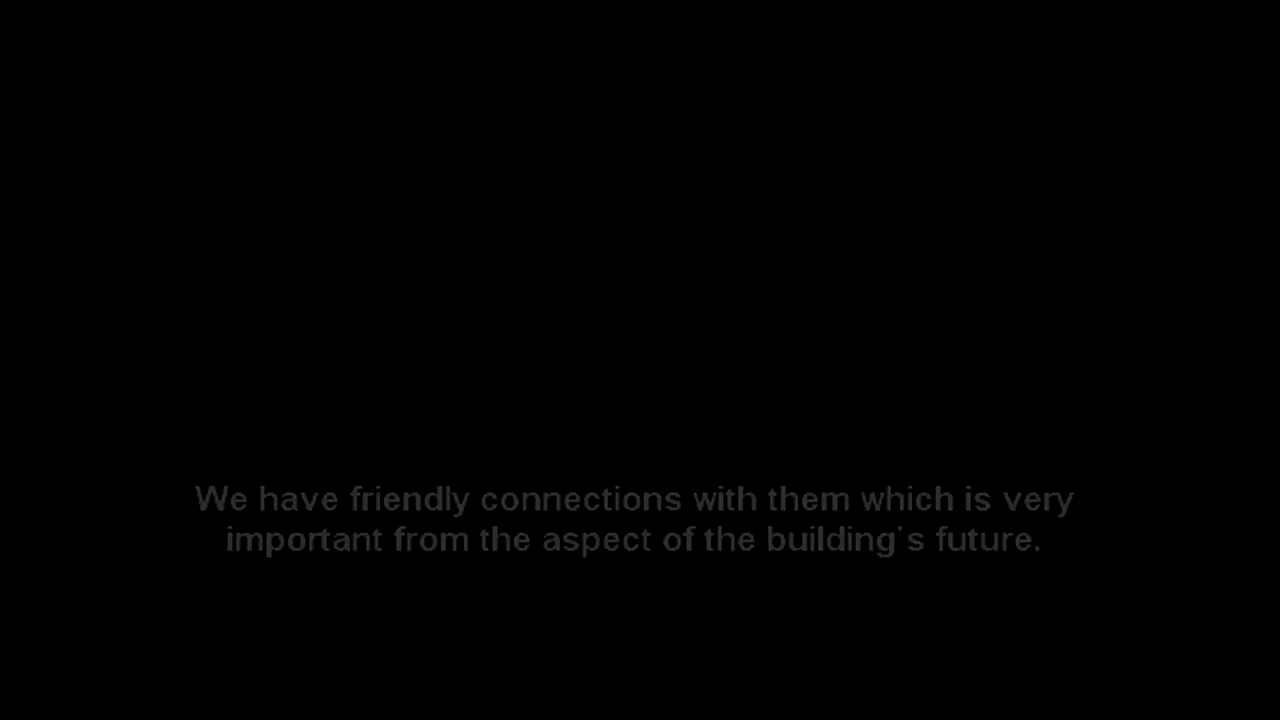 We have friendly connections with them which is very
important from the aspect of the building's future.